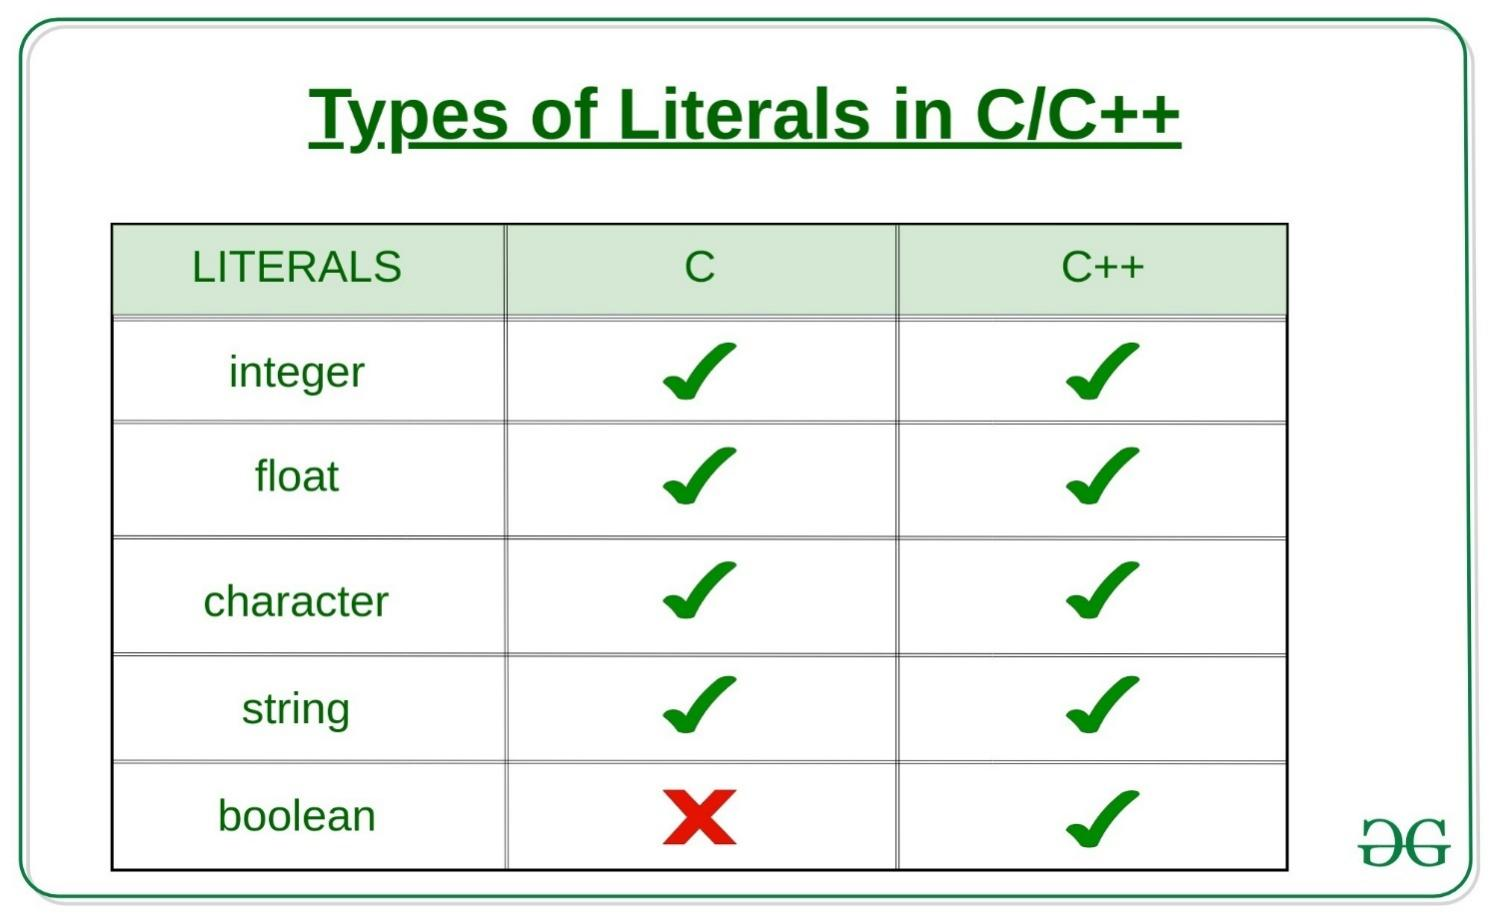 Types of Literals in C/C++
LITERALS C C++
integer ✔ ✔
float ✔ ✔
character ✔ ✔
string ✔ ✔
boolean ✘ ✔